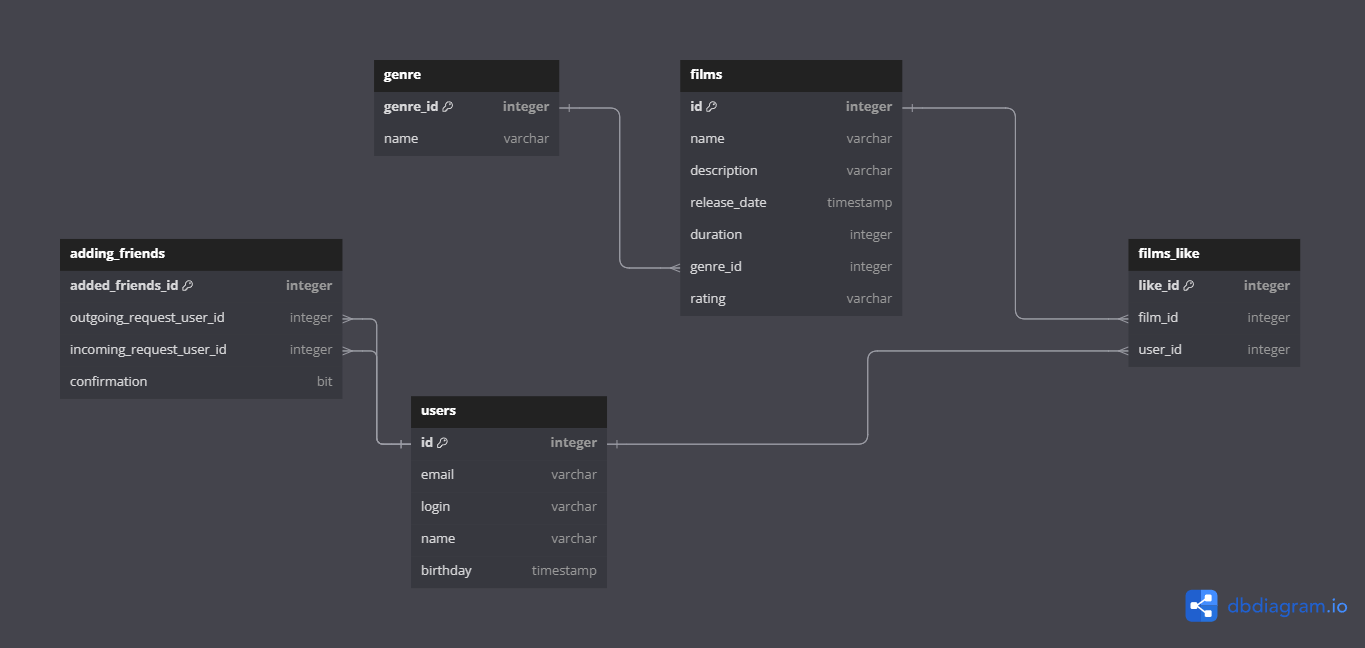 genre
genre_id integer
name varchar
films
id integer
name varchar
description varchar
release_date timestamp
duration integer
genre_id integer
rating varchar
adding_friends
added_friends_id integer
outgoing_request_user_id integer
incoming_request_user_id integer
confirmation bit
films_like
like_id integer
film_id integer
user_id integer
users
id integer
email varchar
login varchar
name varchar
birthday timestamp
dbdiagram.io